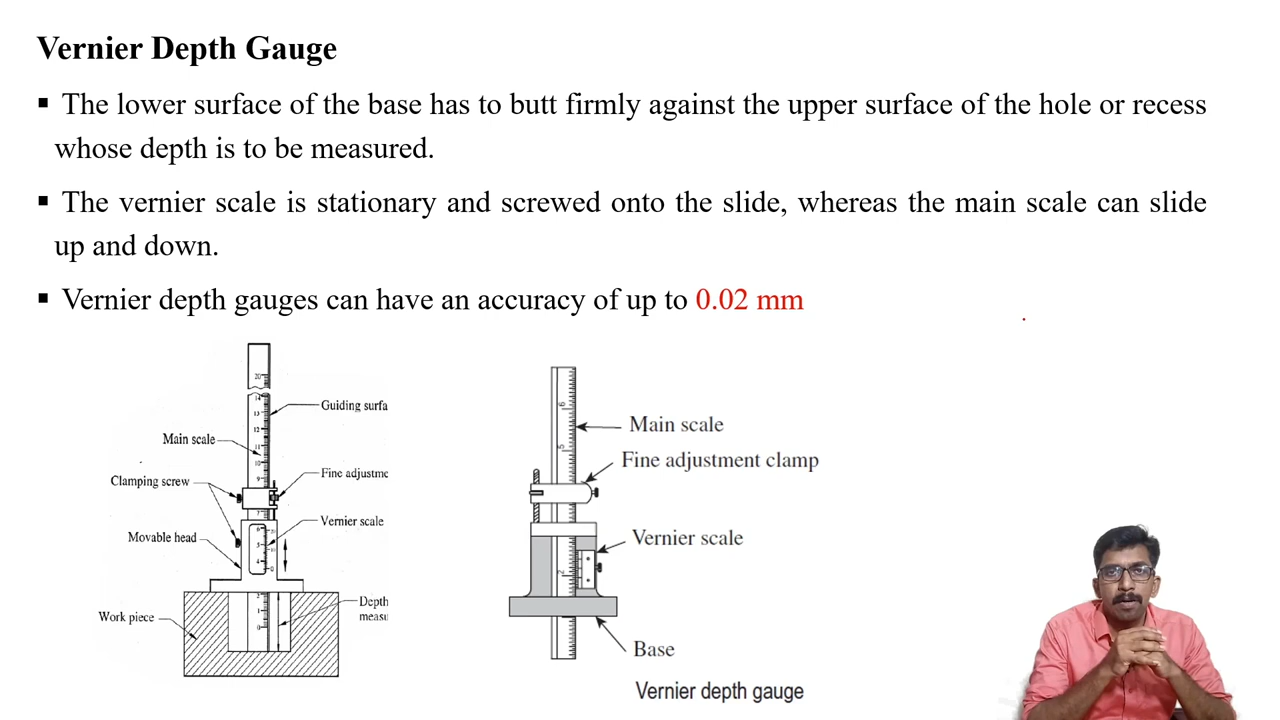 Vernier Depth Gauge
▪ The lower surface of the base has to butt firmly against the upper surface of the hole or recess
whose depth is to be measured.
▪ The vernier scale is stationary and screwed onto the slide, whereas the main scale can slide
up and down.
▪ Vernier depth gauges can have an accuracy of up to 0.02 mm
Guiding surfa
Main scale
Clamping screw
Fine adjustme
Vernier scale
Movable head
Depth
measu
Work piece
Main scale
Fine adjustment clamp
Vernier scale
Base
Vernier depth gauge